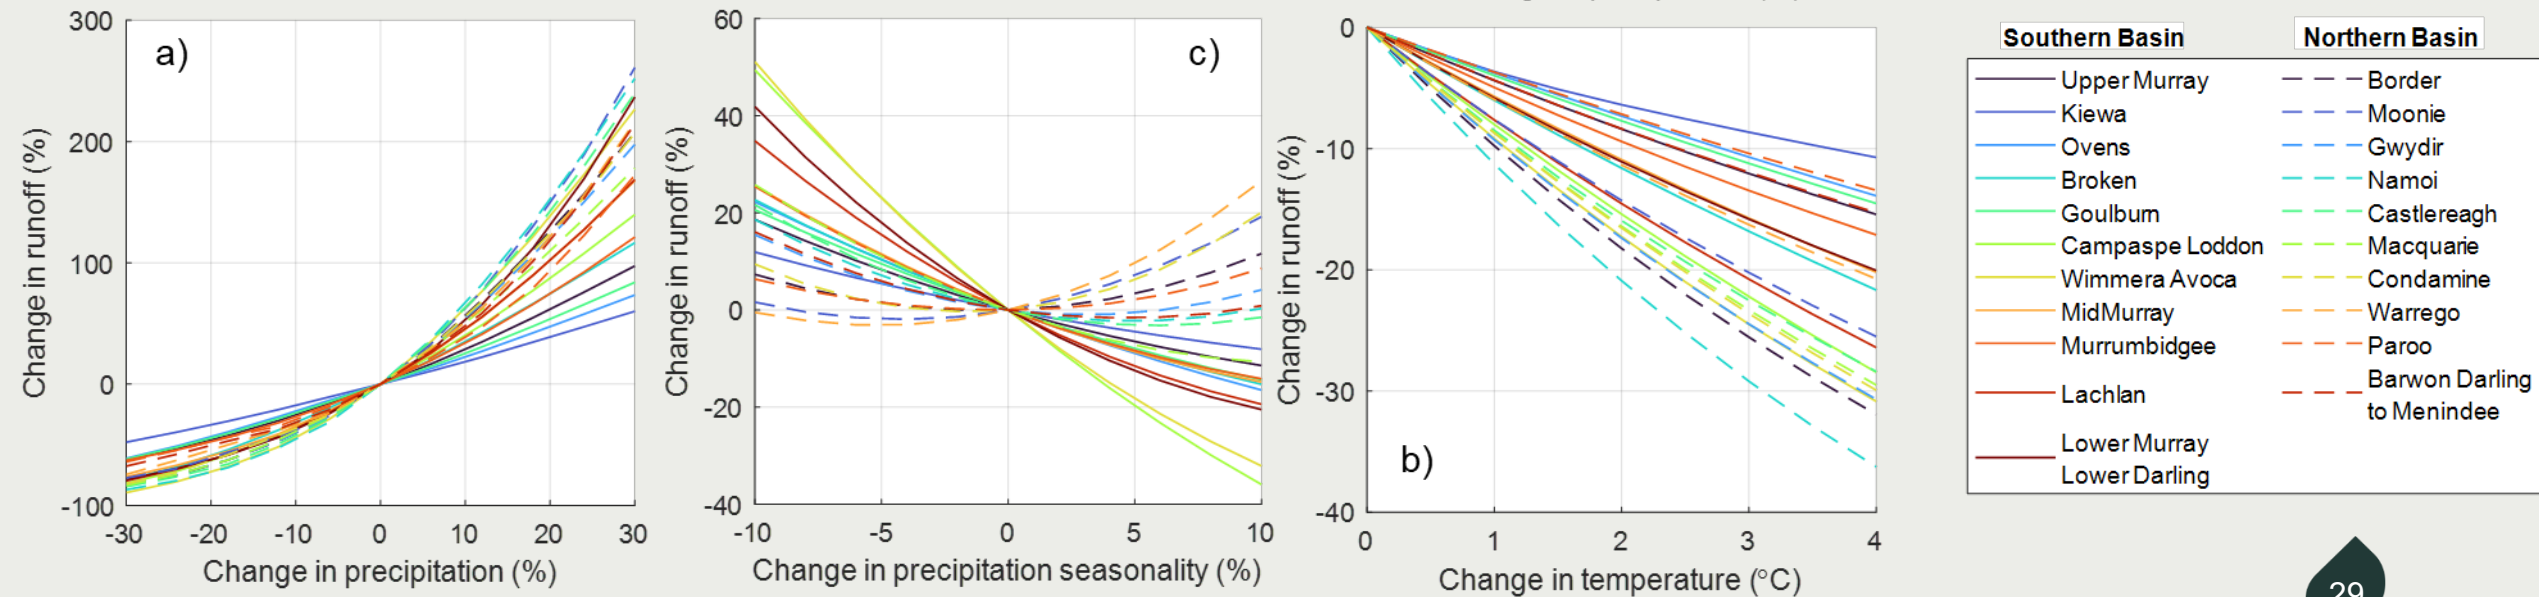 a)
300
200
100
0
-100
-30
-20
-10
0
10
20
30
Change in runoff (%)
Change in precipitation (%)
c)
60
40
20
0
-20
-40
-10
-5
0
5
10
Change in runoff (%)
Change in precipitation seasonality (%)
b)
0
-10
-20
-30
-40
0
1
2
3
4
Change in runoff (%)
Change in temperature (°C)
Southern Basin
Upper Murray
Kiewa
Ovens
Broken
Goulburn
Campaspe Loddon
Wimmera Avoca
MidMurray
Murrumbidgee
Lachlan
Lower Murray
Lower Darling
Northern Basin
Border
Moonie
Gwydir
Namoi
Castlereagh
Macquarie
Condamine
Warrego
Paroo
Barwon Darling
to Menindee
29